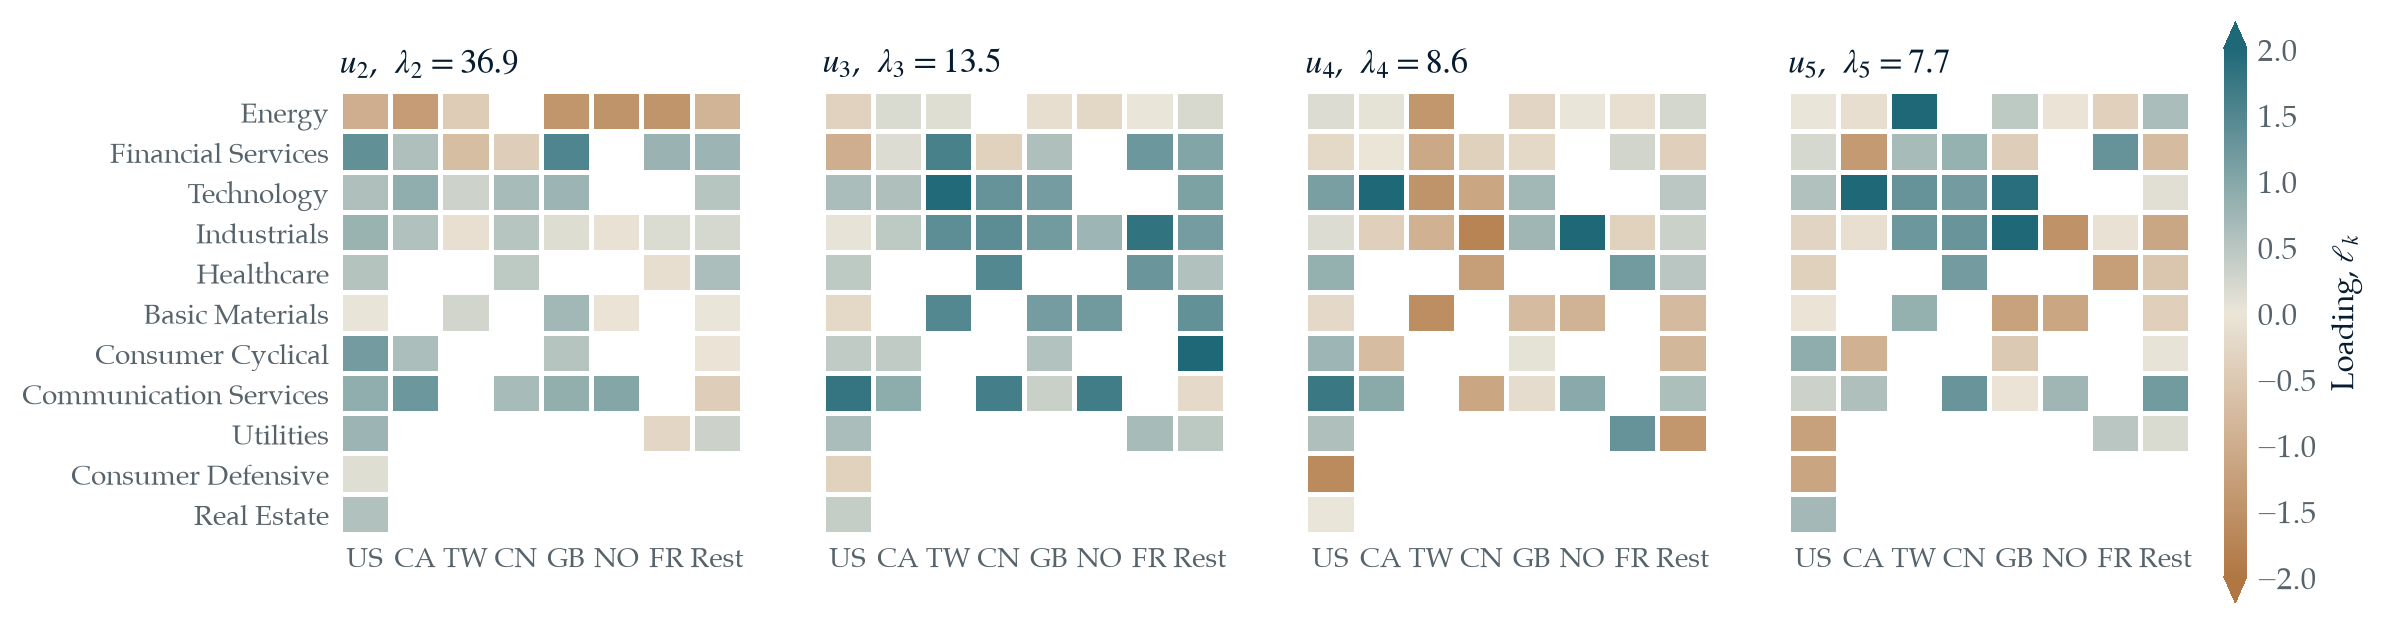 u₂, λ₂ = 36.9
u₃, λ₃ = 13.5
u₄, λ₄ = 8.6
u₅, λ₅ = 7.7
Energy
Financial Services
Technology
Industrials
Healthcare
Basic Materials
Consumer Cyclical
Communication Services
Utilities
Consumer Defensive
Real Estate
US CA TW CN GB NO FR Rest
US CA TW CN GB NO FR Rest
US CA TW CN GB NO FR Rest
US CA TW CN GB NO FR Rest
2.0
1.5
1.0
0.5
0.0
−0.5
−1.0
−1.5
−2.0
Loading, ℓₖ